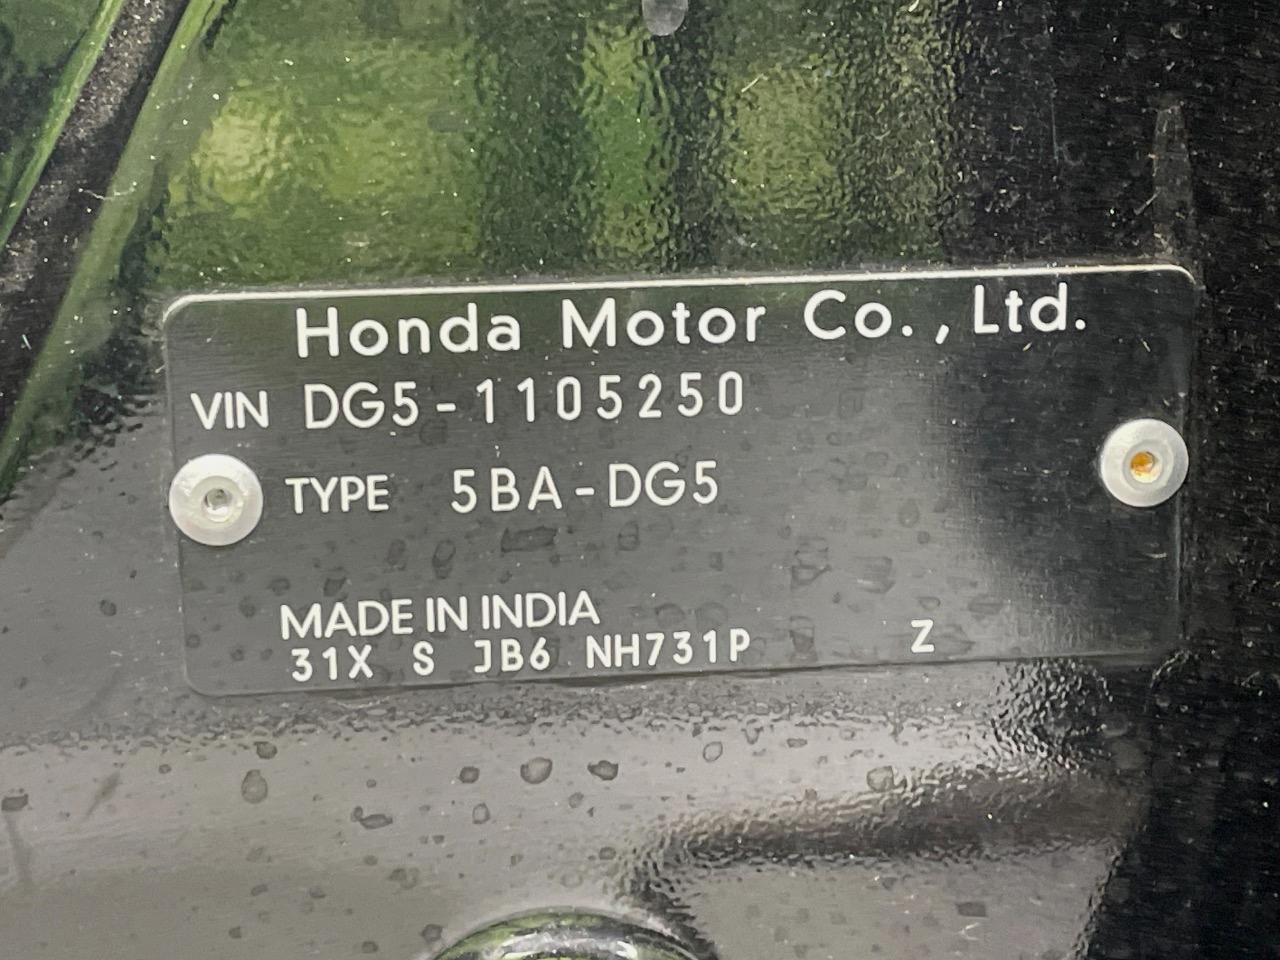 Honda Motor Co., Ltd.
VIN DG5-1105250
TYPE 5BA-DG5
MADE IN INDIA
31X S JB6 NH731P Z